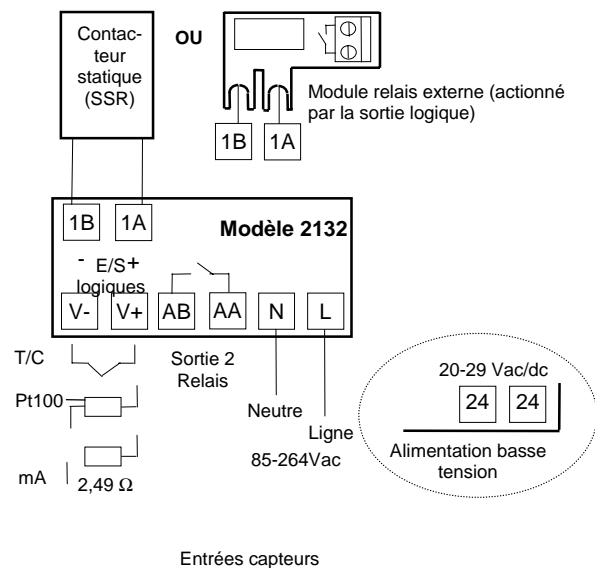 Contac-
teur
statique
(SSR)
OU
Module relais externe (actionné
par la sortie logique)
1B 1A
1B 1A
Modèle 2132
- E/S +
logiques
V- V+ AB AA N L
T/C
Sortie 2
Relais
Pt100
Neutre
Ligne
85-264Vac
mA
2,49 Ω
20-29 Vac/dc
24 24
Alimentation basse
tension
Entrées capteurs